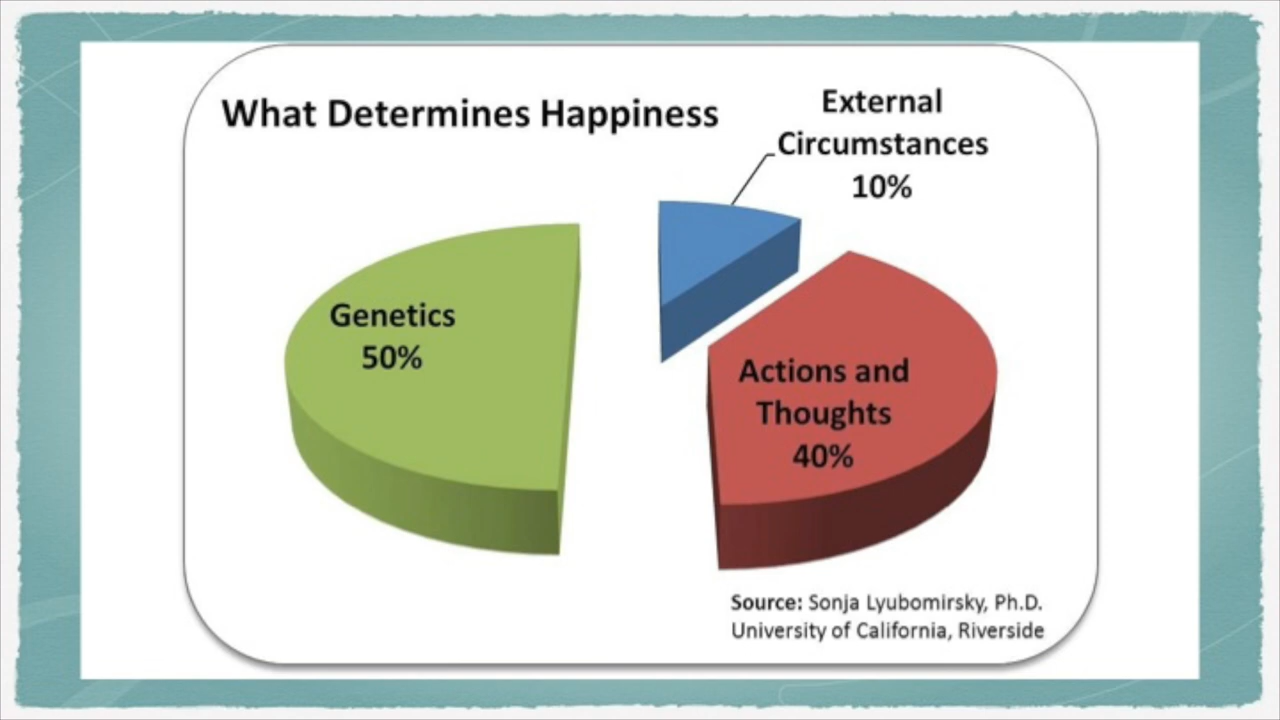 What Determines Happiness
External
Circumstances
10%
Genetics
50%
Actions and
Thoughts
40%
Source: Sonja Lyubomirsky, Ph.D.
University of California, Riverside